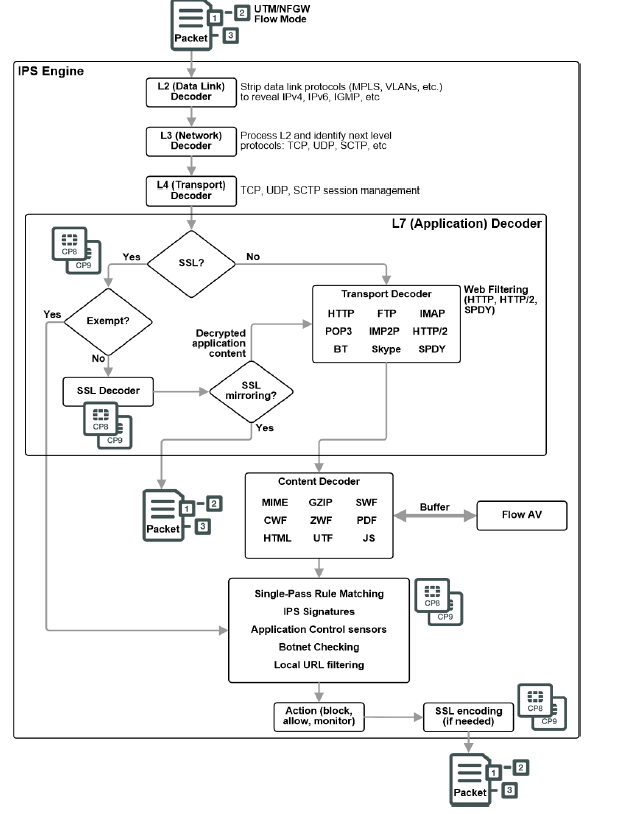 UTM/NFGW
Flow Mode
1
2
3
Packet
IPS Engine
L2 (Data Link)
Decoder
Strip data link protocols (MPLS, VLANs, etc.)
to reveal IPv4, IPv6, IGMP, etc
L3 (Network)
Decoder
Process L2 and identify next level
protocols: TCP, UDP, SCTP, etc
L4 (Transport)
Decoder
TCP, UDP, SCTP session management
L7 (Application) Decoder
CP8
CP9
Yes
SSL?
No
Yes
Exempt?
No
Decrypted
application
content
Transport Decoder
HTTP FTP IMAP
POP3 IMP2P HTTP/2
BT Skype SPDY
Web Filtering
(HTTP, HTTP/2,
SPDY)
SSL Decoder
CP8
CP9
SSL
mirroring?
Yes
1
2
3
Packet
Content Decoder
MIME GZIP SWF
CWF ZWF PDF
HTML UTF JS
Buffer
Flow AV
Single-Pass Rule Matching
IPS Signatures
Application Control sensors
Botnet Checking
Local URL filtering
CP8
CP9
Action (block,
allow, monitor)
SSL encoding
(if needed)
CP8
CP9
1
2
3
Packet